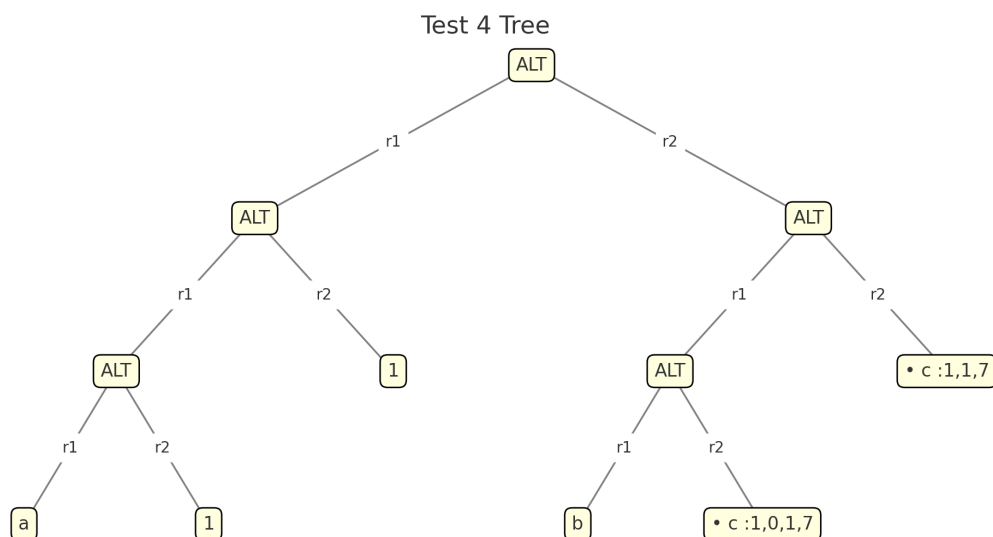 Test 4 Tree
ALT
r1 r2
ALT ALT
r1 r2 r1 r2
ALT 1 ALT • c :1,1,7
r1 r2 r1 r2
a 1 b • c :1,0,1,7